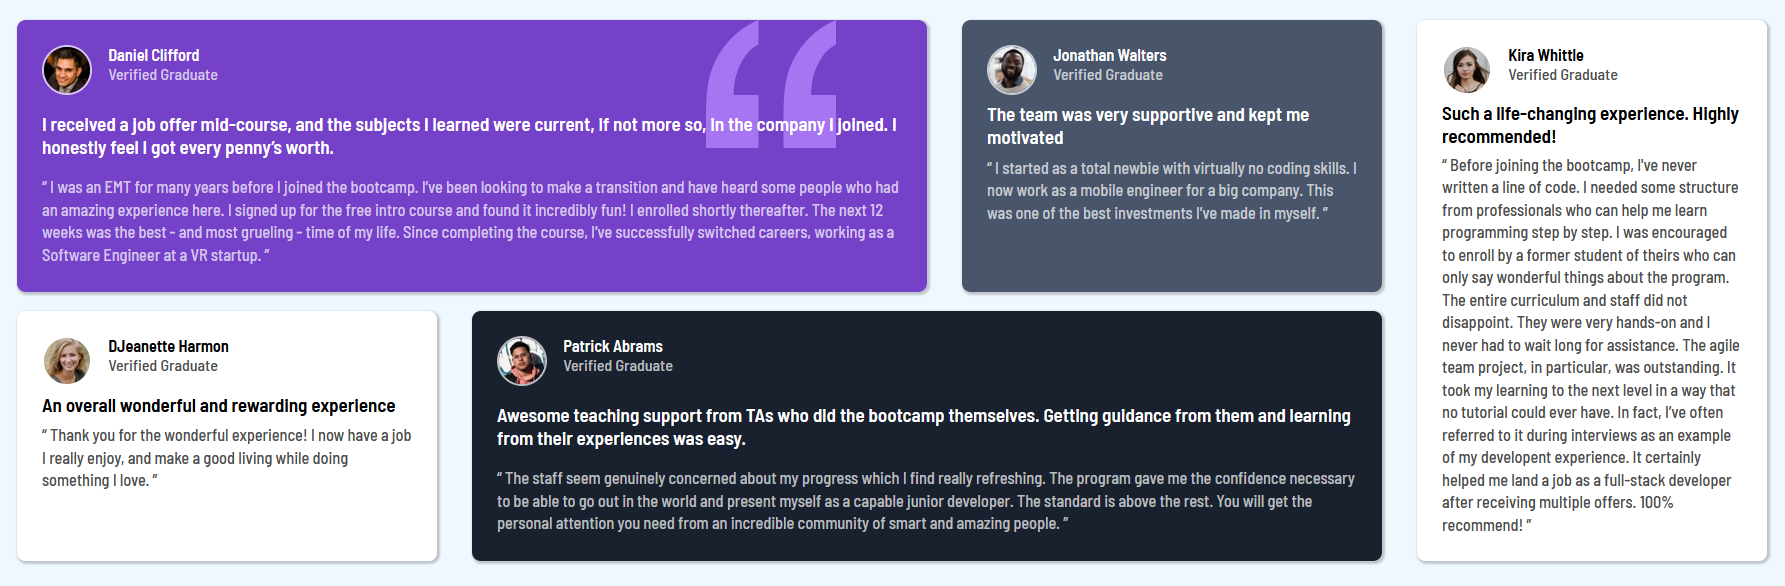 Daniel Clifford
Verified Graduate
I received a job offer mid-course, and the subjects I learned were current, if not more so, in the company I joined. I
honestly feel I got every penny’s worth.
“ I was an EMT for many years before I joined the bootcamp. I’ve been looking to make a transition and have heard some people who had
an amazing experience here. I signed up for the free intro course and found it incredibly fun! I enrolled shortly thereafter. The next 12
weeks was the best - and most grueling - time of my life. Since completing the course, I’ve successfully switched careers, working as a
Software Engineer at a VR startup. ”
Jonathan Walters
Verified Graduate
The team was very supportive and kept me
motivated
“ I started as a total newbie with virtually no coding skills. I
now work as a mobile engineer for a big company. This
was one of the best investments I’ve made in myself. ”
Kira Whittle
Verified Graduate
Such a life-changing experience. Highly
recommended!
“ Before joining the bootcamp, I've never
written a line of code. I needed some structure
from professionals who can help me learn
programming step by step. I was encouraged
to enroll by a former student of theirs who can
only say wonderful things about the program.
The entire curriculum and staff did not
disappoint. They were very hands-on and I
never had to wait long for assistance. The agile
team project, in particular, was outstanding. It
took my learning to the next level in a way that
no tutorial could ever have. In fact, I’ve often
referred to it during interviews as an example
of my developent experience. It certainly
helped me land a job as a full-stack developer
after receiving multiple offers. 100%
recommend! ”
DJeanette Harmon
Verified Graduate
An overall wonderful and rewarding experience
“ Thank you for the wonderful experience! I now have a job
I really enjoy, and make a good living while doing
something I love. ”
Patrick Abrams
Verified Graduate
Awesome teaching support from TAs who did the bootcamp themselves. Getting guidance from them and learning
from their experiences was easy.
“ The staff seem genuinely concerned about my progress which I find really refreshing. The program gave me the confidence necessary
to be able to go out in the world and present myself as a capable junior developer. The standard is above the rest. You will get the
personal attention you need from an incredible community of smart and amazing people. ”